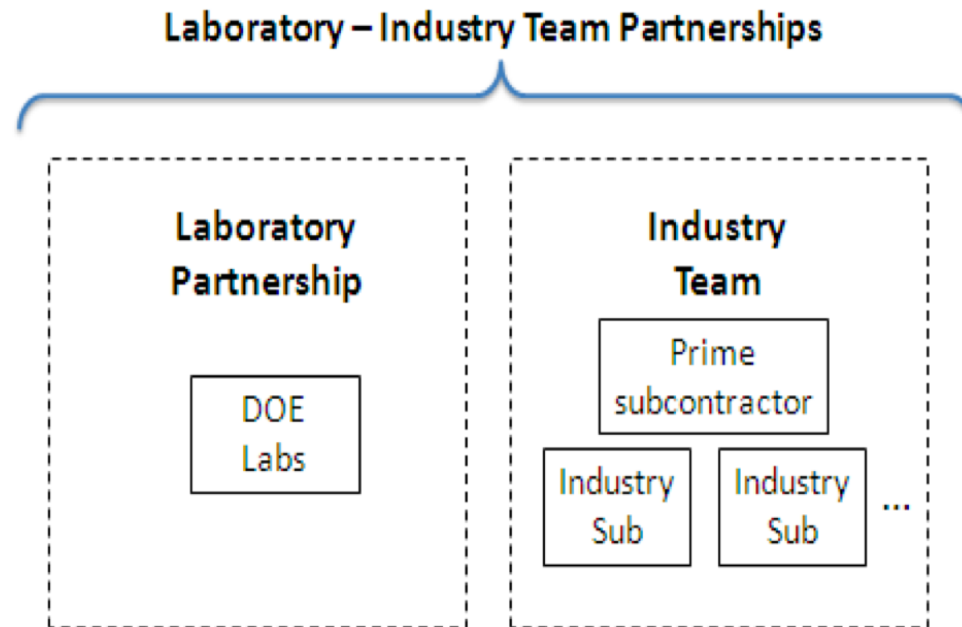 Laboratory – Industry Team Partnerships
Laboratory
Partnership
DOE
Labs
Industry
Team
Prime
subcontractor
Industry
Sub
Industry
Sub
...